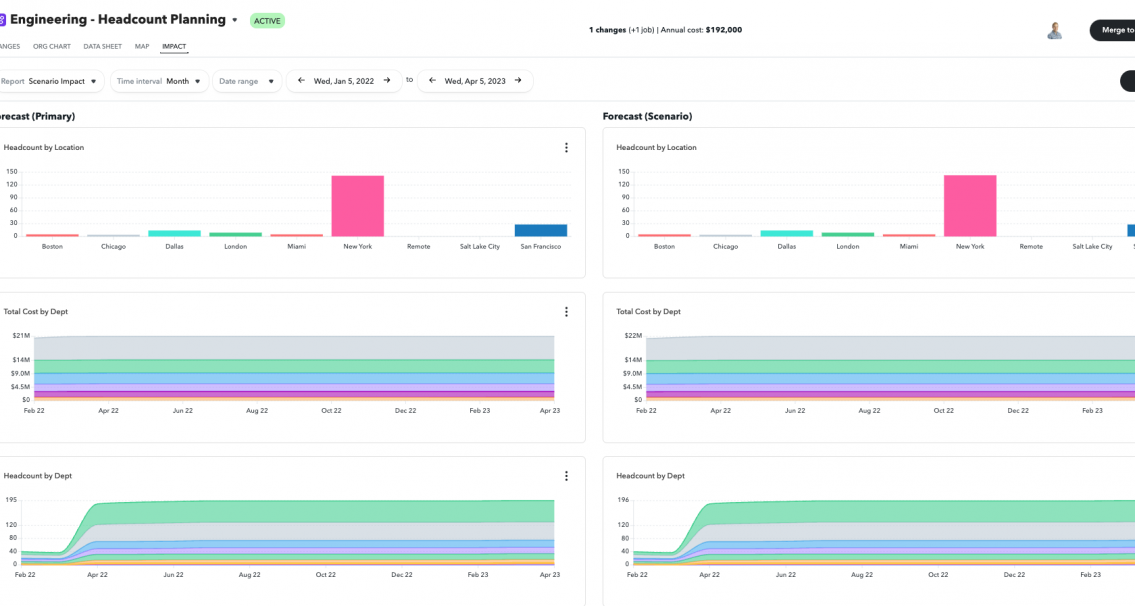 Engineering - Headcount Planning
ACTIVE
1 changes (+1 job) | Annual cost: $192,000
Merge to
ANGES ORG CHART DATA SHEET MAP IMPACT
Report Scenario Impact
Time interval Month
Date range
Wed, Jan 5, 2022
to
Wed, Apr 5, 2023
recast (Primary)
Forecast (Scenario)
Headcount by Location
150
120
90
60
30
0
Boston Chicago Dallas London Miami New York Remote Salt Lake City San Francisco
Headcount by Location
150
120
90
60
30
0
Boston Chicago Dallas London Miami New York Remote Salt Lake City
Total Cost by Dept
$21M
$14M
$9.0M
$4.5M
$0
Feb 22 Apr 22 Jun 22 Aug 22 Oct 22 Dec 22 Feb 23 Apr 23
Total Cost by Dept
$22M
$14M
$9.0M
$4.5M
$0
Feb 22 Apr 22 Jun 22 Aug 22 Oct 22 Dec 22 Feb 23
Headcount by Dept
195
120
80
40
0
Feb 22 Apr 22 Jun 22 Aug 22 Oct 22 Dec 22 Feb 23 Apr 23
Headcount by Dept
196
120
80
40
0
Feb 22 Apr 22 Jun 22 Aug 22 Oct 22 Dec 22 Feb 23